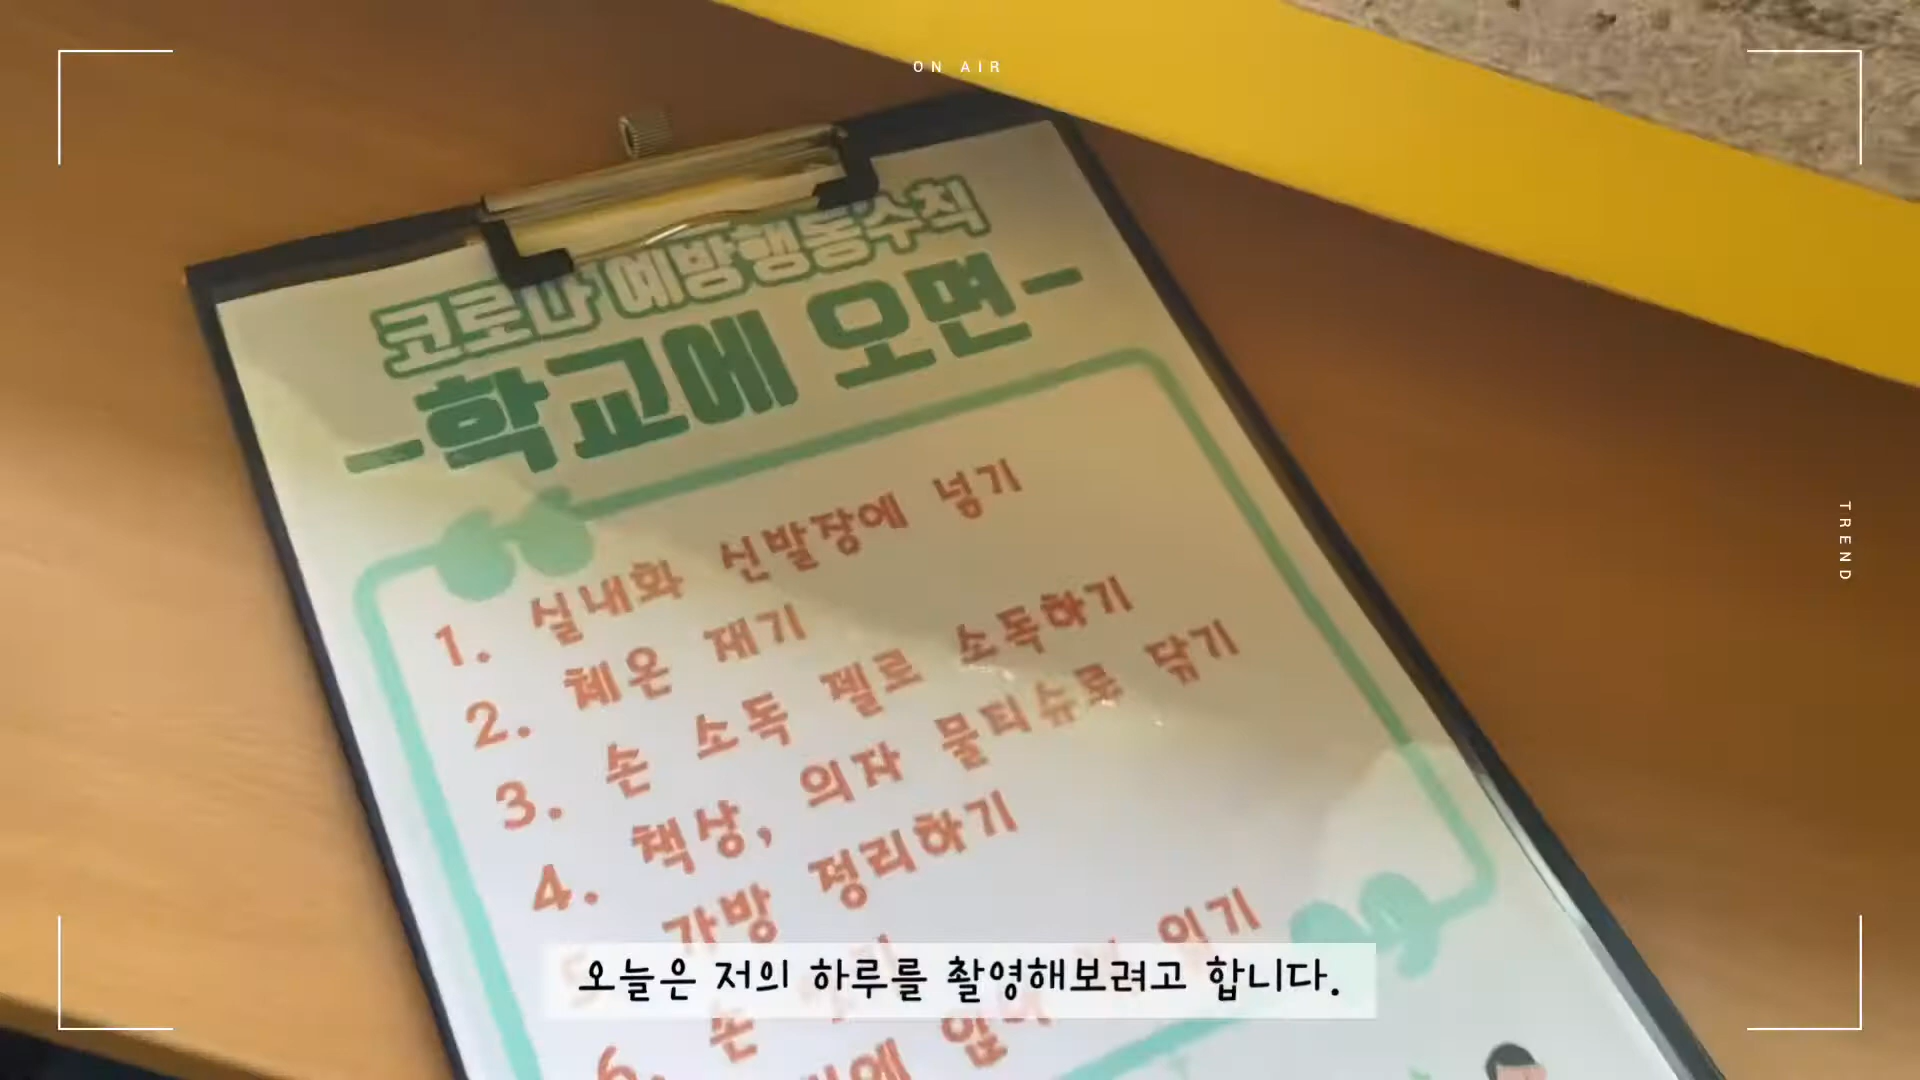 ON AIR
코로나 예방행동수칙
-학교에 오면-
1. 실내화 신발장에 넣기
2. 체온 재기
3. 손 소독 젤로 소독하기
4. 책상, 의자 물티슈로 닦기
5. 가방 정리하기
6. 손
오늘은 저의 하루를 촬영해보려고 합니다.
TREND